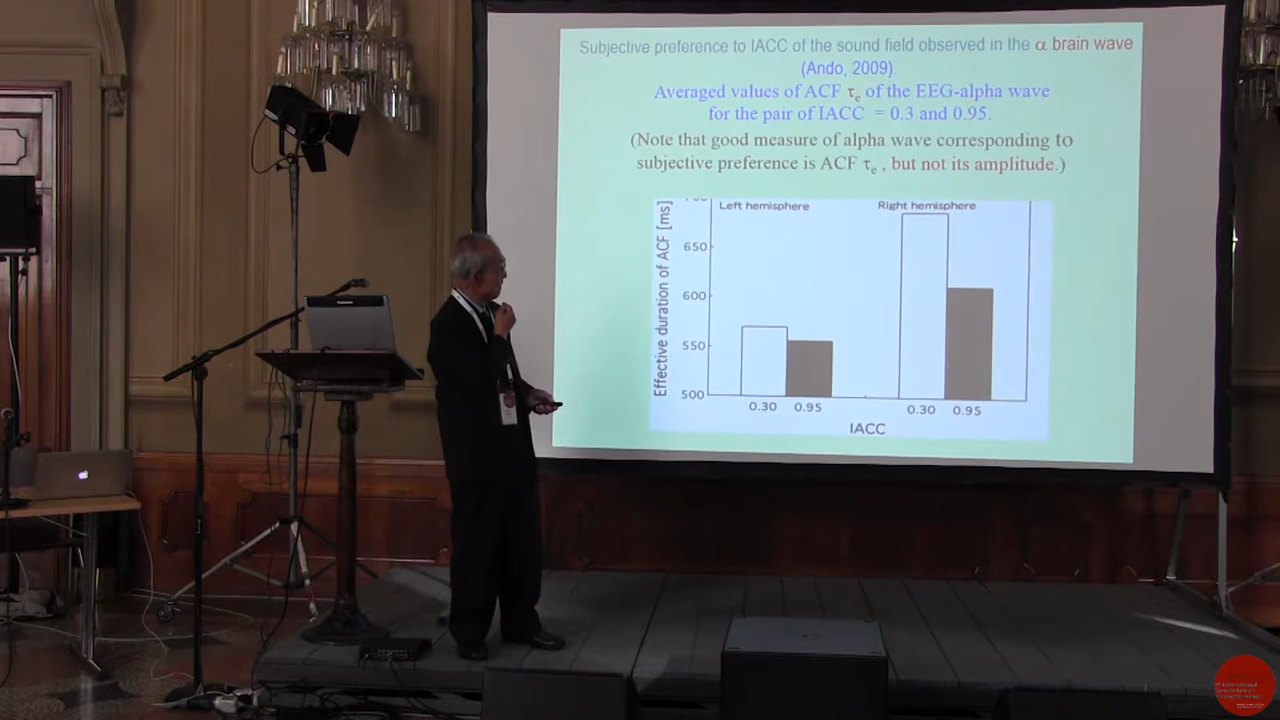 Subjective preference to IACC of the sound field observed in the α brain wave
(Ando, 2009).
Averaged values of ACF τe of the EEG-alpha wave
for the pair of IACC = 0.3 and 0.95.
(Note that good measure of alpha wave corresponding to
subjective preference is ACF τe , but not its amplitude.)
Left hemisphere
Right hemisphere
Effective duration of ACF [ms]
650
600
550
500
0.30 0.95
0.30 0.95
IACC